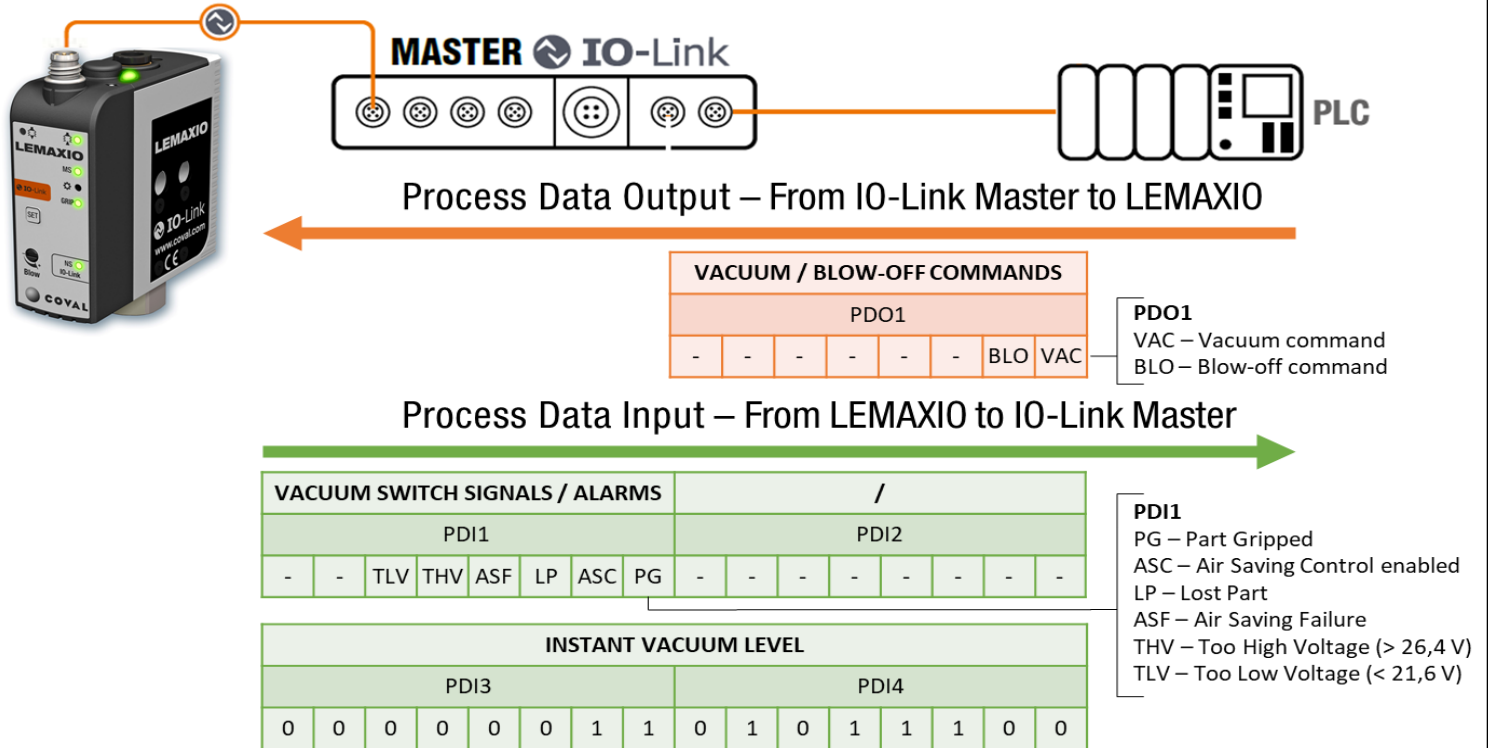 MASTER IO-Link
PLC
LEMAXIO
MS
IO-Link
GRIP
SET
Blow
NS
IO-Link
COVAL
LEMAXIO
IO-Link
www.coval.com
CE
Process Data Output – From IO-Link Master to LEMAXIO
VACUUM / BLOW-OFF COMMANDS
PDO1
- - - - - - BLO VAC
PDO1
VAC – Vacuum command
BLO – Blow-off command
Process Data Input – From LEMAXIO to IO-Link Master
VACUUM SWITCH SIGNALS / ALARMS /
PDI1 PDI2
- - TLV THV ASF LP ASC PG - - - - - - - -
PDI1
PG – Part Gripped
ASC – Air Saving Control enabled
LP – Lost Part
ASF – Air Saving Failure
THV – Too High Voltage (> 26,4 V)
TLV – Too Low Voltage (< 21,6 V)
INSTANT VACUUM LEVEL
PDI3 PDI4
0 0 0 0 0 0 1 1 0 1 0 1 1 1 0 0